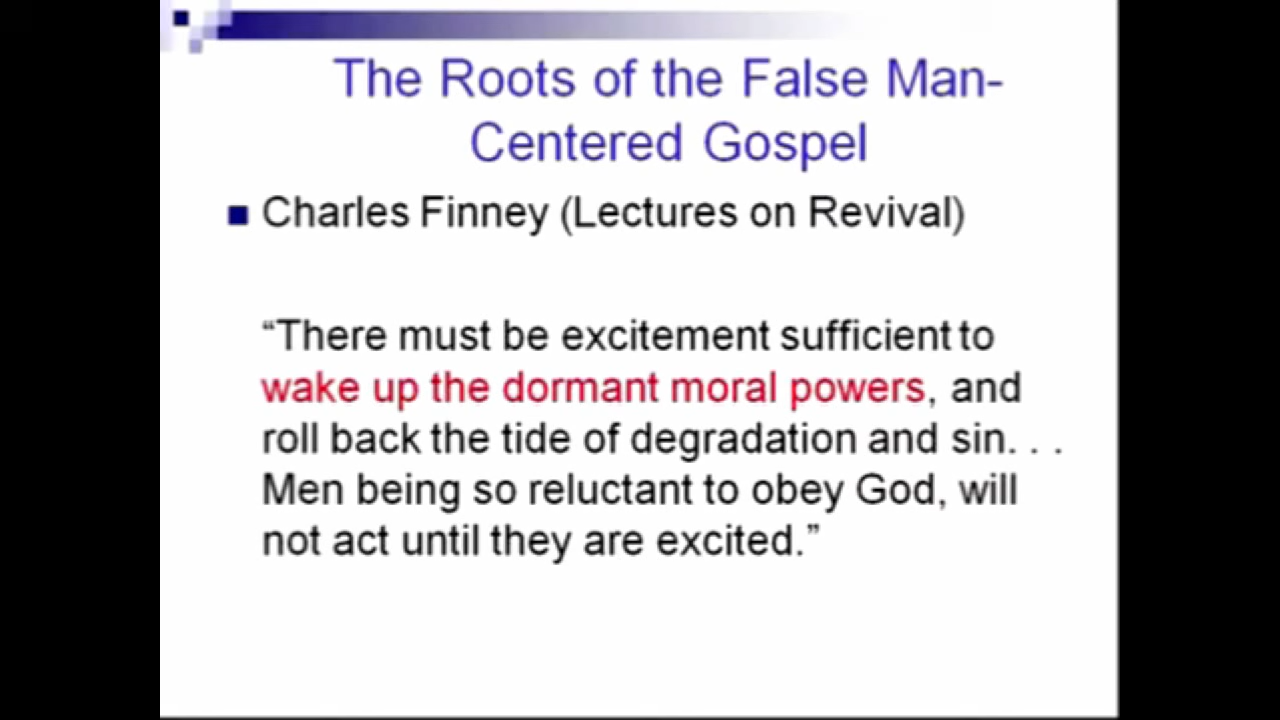 The Roots of the False Man-
Centered Gospel
Charles Finney (Lectures on Revival)
“There must be excitement sufficient to
wake up the dormant moral powers, and
roll back the tide of degradation and sin. . .
Men being so reluctant to obey God, will
not act until they are excited.”